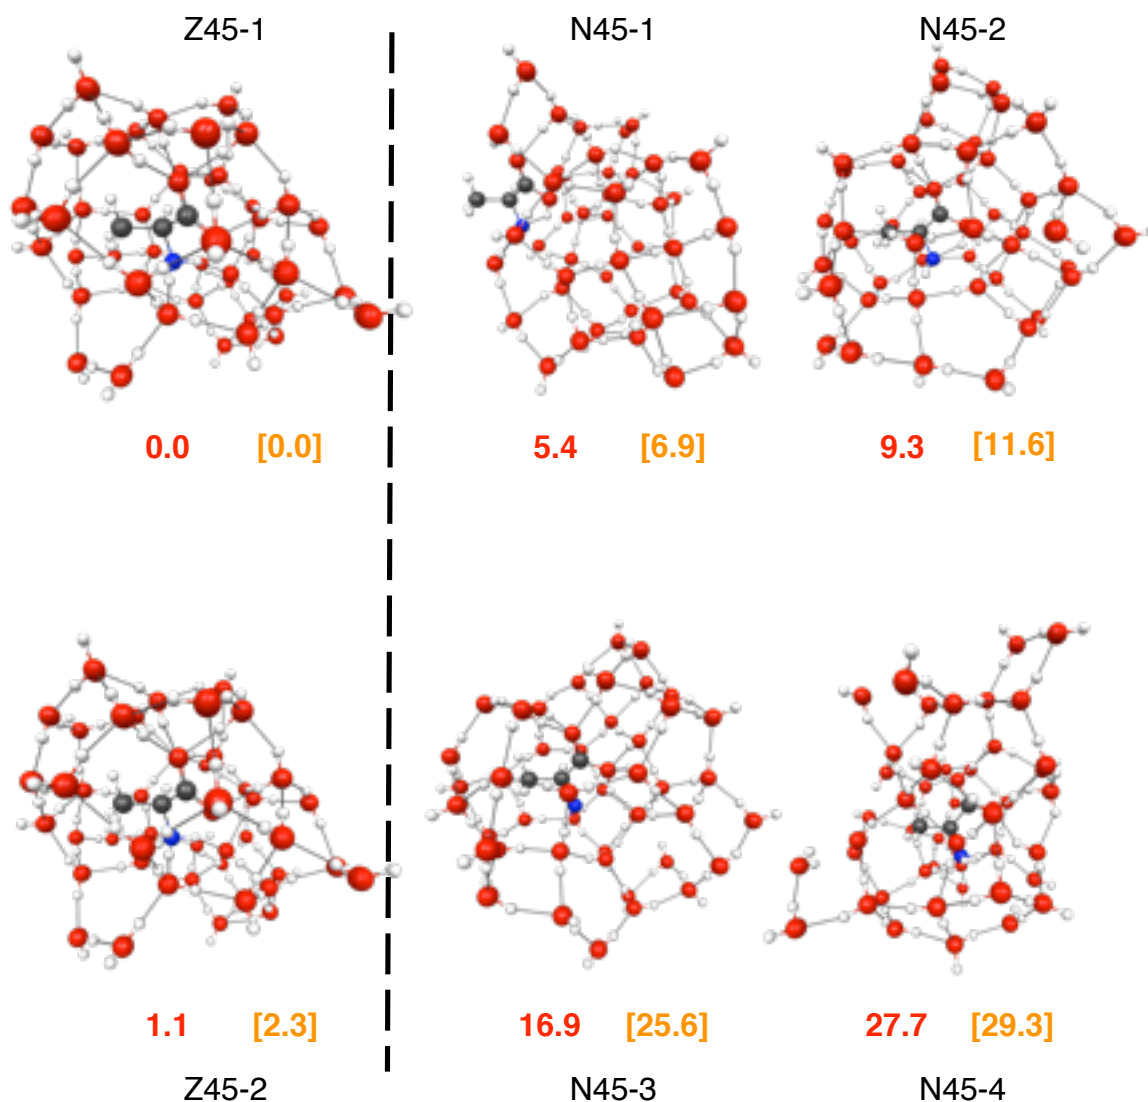 Z45-1 N45-1 N45-2
0.0 [0.0] 5.4 [6.9] 9.3 [11.6]
1.1 [2.3] 16.9 [25.6] 27.7 [29.3]
Z45-2 N45-3 N45-4